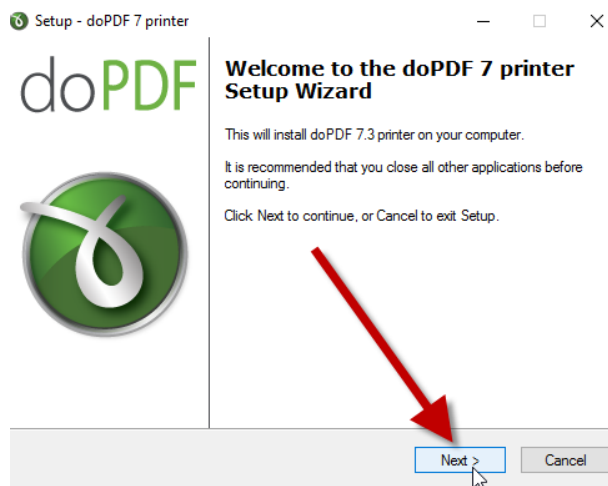 Setup - doPDF 7 printer
doPDF
Welcome to the doPDF 7 printer
Setup Wizard
This will install doPDF 7.3 printer on your computer.
It is recommended that you close all other applications before
continuing.
Click Next to continue, or Cancel to exit Setup.
Next >
Cancel